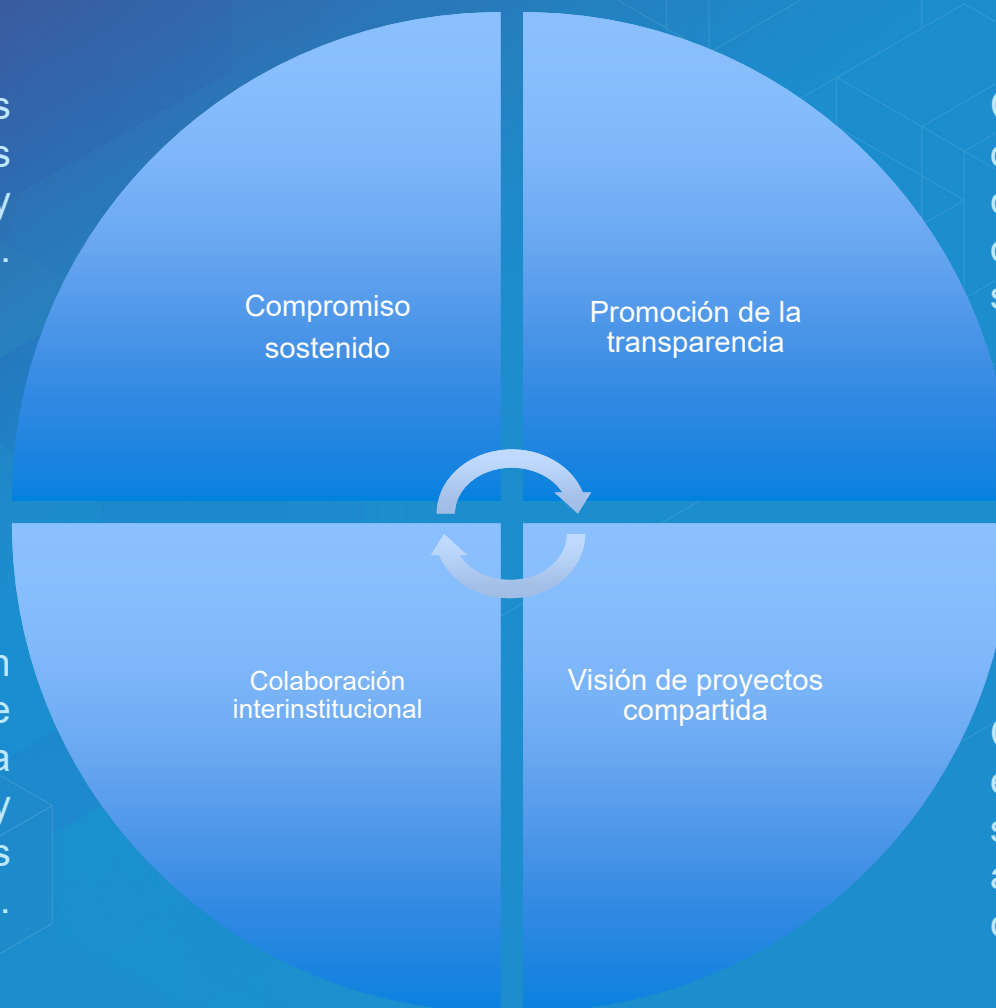 Compromiso
sostenido
Promoción de la
transparencia
Colaboración
interinstitucional
Visión de proyectos
compartida